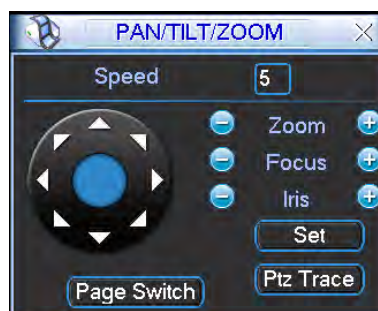 PAN/TILT/ZOOM
Speed 5
Zoom
Focus
Iris
Set
Ptz Trace
Page Switch